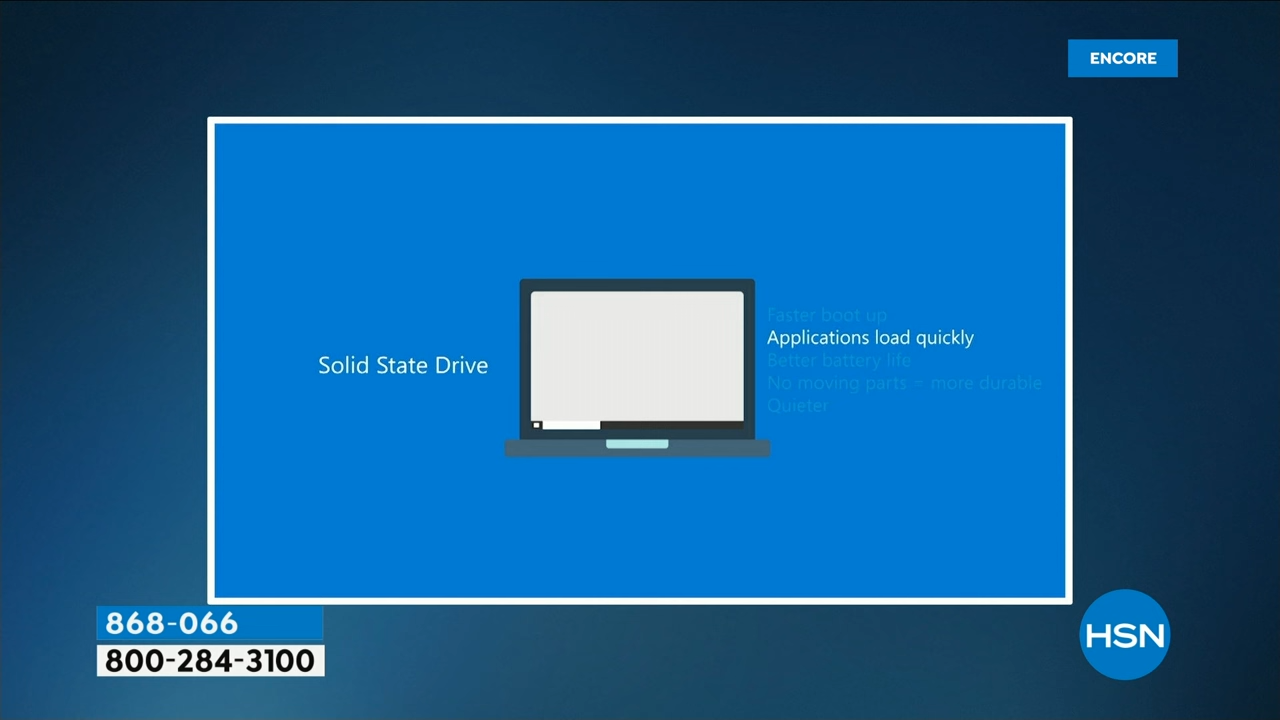 ENCORE
Solid State Drive
Faster boot up
Applications load quickly
Better battery life
No moving parts – more durable
Quieter
868-066
800-284-3100
HSN